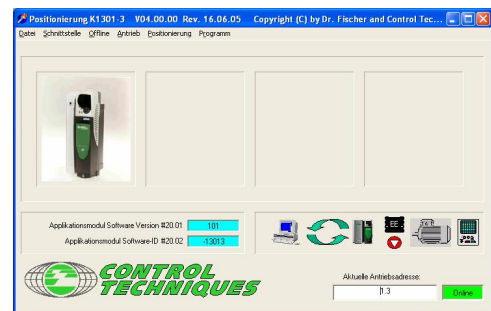 Positionierung K1301-3 V04.00.00 Rev. 16.06.05 Copyright (C) by Dr. Fischer and Control Tec...
Datei Schnittstelle Offline Antrieb Positionierung Programm
Applikationsmodul Software Version #20.01 101
Applikationsmodul Software-ID #20.02 -13013
EE
CONTROL
TECHNIQUES
Aktuelle Antriebsadresse:
1.3 Online